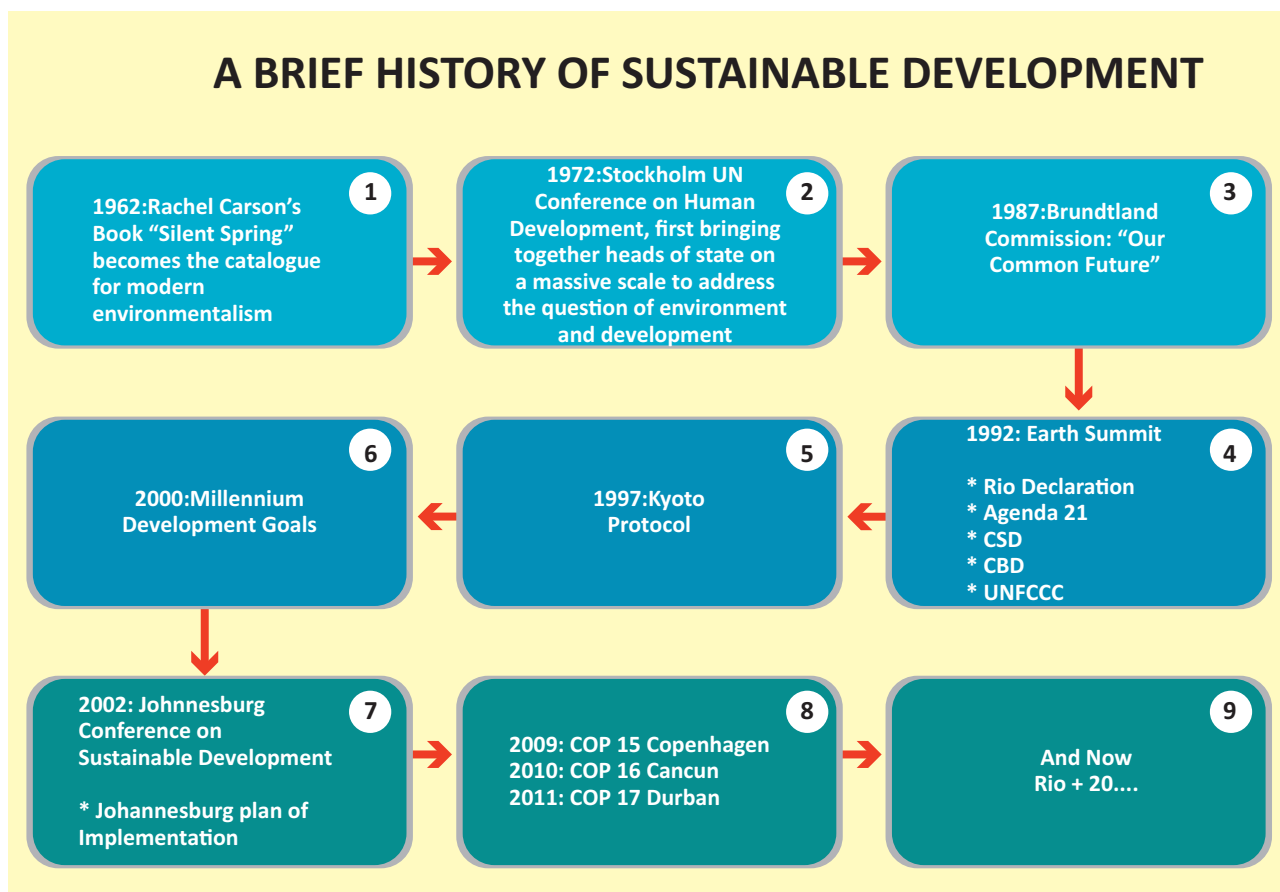 A BRIEF HISTORY OF SUSTAINABLE DEVELOPMENT
1
1962:Rachel Carson's
Book “Silent Spring”
becomes the catalogue
for modern
environmentalism
2
1972:Stockholm UN
Conference on Human
Development, first bringing
together heads of state on
a massive scale to address
the question of environment
and development
3
1987:Brundtland
Commission: “Our
Common Future”
4
1992: Earth Summit
* Rio Declaration
* Agenda 21
* CSD
* CBD
* UNFCCC
5
1997:Kyoto
Protocol
6
2000:Millennium
Development Goals
7
2002: Johnnesburg
Conference on
Sustainable Development
* Johannesburg plan of
Implementation
8
2009: COP 15 Copenhagen
2010: COP 16 Cancun
2011: COP 17 Durban
9
And Now
Rio + 20....